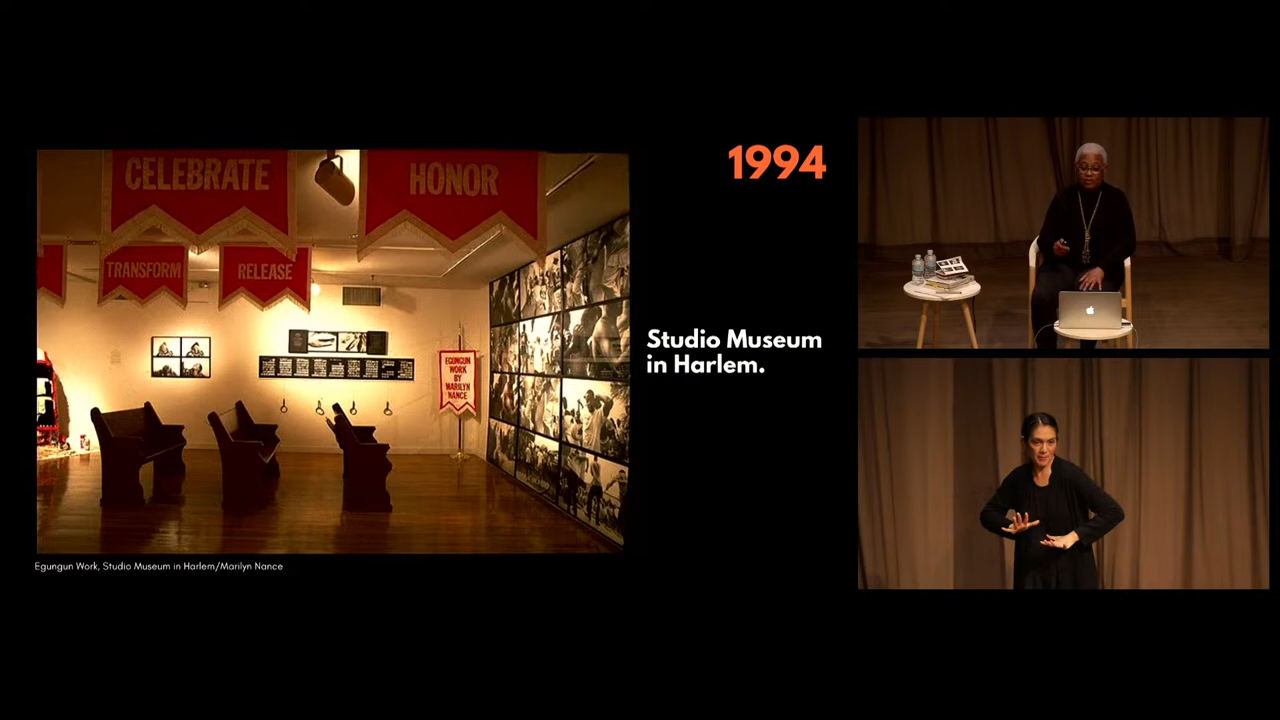 CELEBRATE
HONOR
TRANSFORM
RELEASE
EGUNGUN
WORK
BY
MARILYN
NANCE
Egungun Work, Studio Museum in Harlem/Marilyn Nance
1994
Studio Museum
in Harlem.